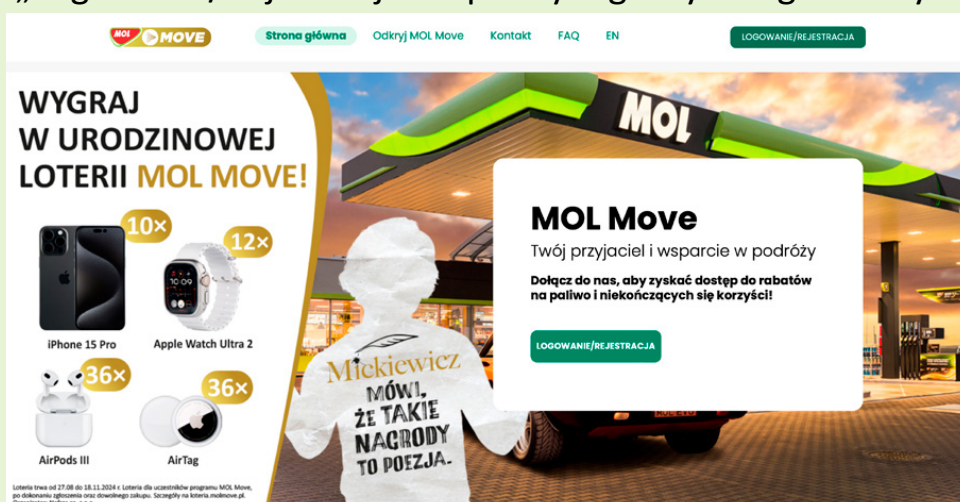 MOL MOVE
Strona główna
Odkryj MOL Move
Kontakt
FAQ
EN
LOGOWANIE/REJESTRACJA
WYGRAJ
W URODZINOWEJ
LOTERII MOL MOVE!
10×
12×
iPhone 15 Pro
Apple Watch Ultra 2
36×
36×
AirPods III
AirTag
Loteria trwa od 27.08 do 18.11.2024 r. Loteria dla uczestników programu MOL Move,
po dokonaniu zgłoszenia oraz dowolnego zakupu. Szczegóły na loteria.molmove.pl.
Mickiewicz
MÓWI,
ŻE TAKIE
NAGRODY
TO POEZJA.
MOL
MOL Move
Twój przyjaciel i wsparcie w podróży
Dołącz do nas, aby zyskać dostęp do rabatów
na paliwo i niekończących się korzyści!
LOGOWANIE/REJESTRACJA